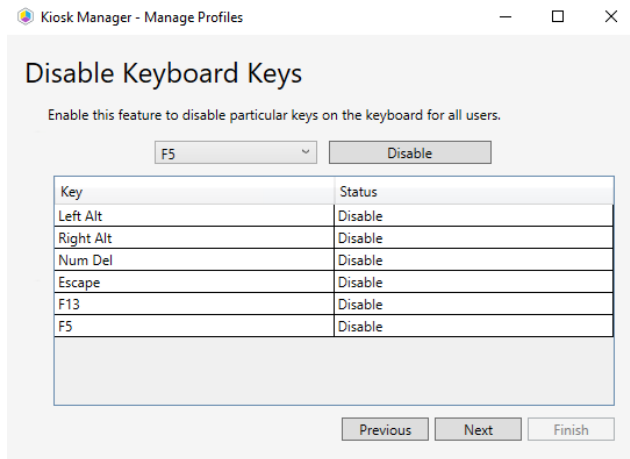 Kiosk Manager - Manage Profiles
Disable Keyboard Keys
Enable this feature to disable particular keys on the keyboard for all users.
F5 Disable
Key Status
Left Alt Disable
Right Alt Disable
Num Del Disable
Escape Disable
F13 Disable
F5 Disable
Previous Next Finish